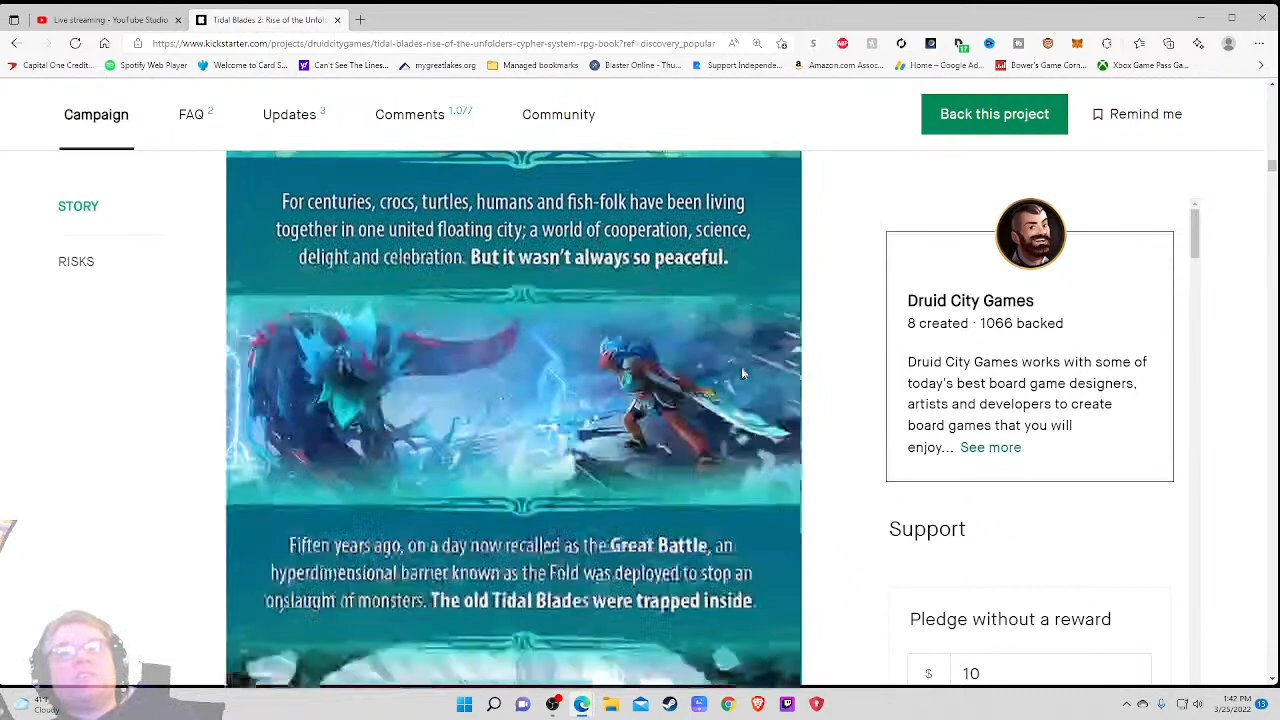 Live streaming - YouTube Studio
Tidal Blades 2: Rise of the Unfold
https://www.kickstarter.com/projects/druidcitygames/tidal-blades-rise-of-the-unfolders-cypher-system-rpg-book?ref=discovery_popular
Capital One Credit...
Spotify Web Player
Welcome to Card S...
Can't See The Lines...
mygreatlakes.org
Managed bookmarks
Blaster Online - Thu...
Support Independe...
Amazon.com Assoc...
Home – Google Ad...
Bower's Game Corn...
Xbox Game Pass Ga...
Campaign
FAQ 2
Updates 3
Comments 1,077
Community
Back this project
Remind me
STORY
RISKS
For centuries, crocs, turtles, humans and fish-folk have been living
together in one united floating city; a world of cooperation, science,
delight and celebration. But it wasn't always so peaceful.
Fiften years ago, on a day now recalled as the Great Battle, an
hyperdimensional barrier known as the Fold was deployed to stop an
onslaught of monsters. The old Tidal Blades were trapped inside.
Druid City Games
8 created · 1066 backed
Druid City Games works with some of
today's best board game designers,
artists and developers to create
board games that you will
enjoy... See more
Support
Pledge without a reward
$ 10
Cloudy
1:42 PM
3/25/2022